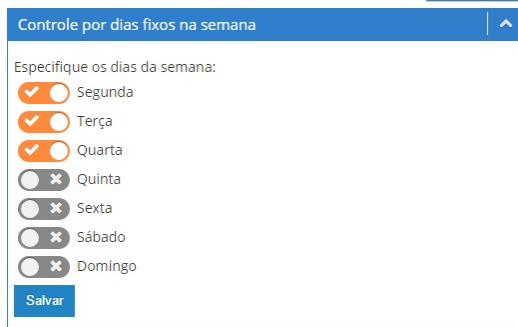 Controle por dias fixos na semana
Especifique os dias da semana:
Segunda
Terça
Quarta
Quinta
Sexta
Sábado
Domingo
Salvar